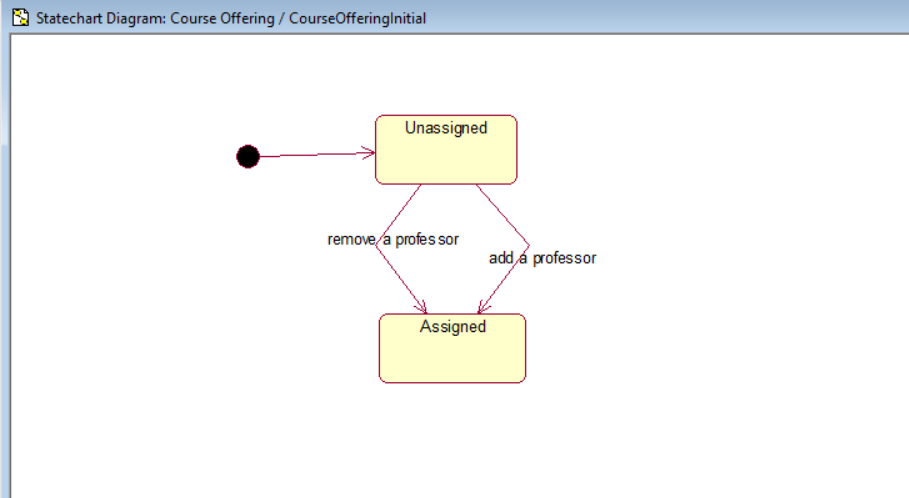 Statechart Diagram: Course Offering / CourseOfferingInitial
Unassigned
remove a professor
add a professor
Assigned